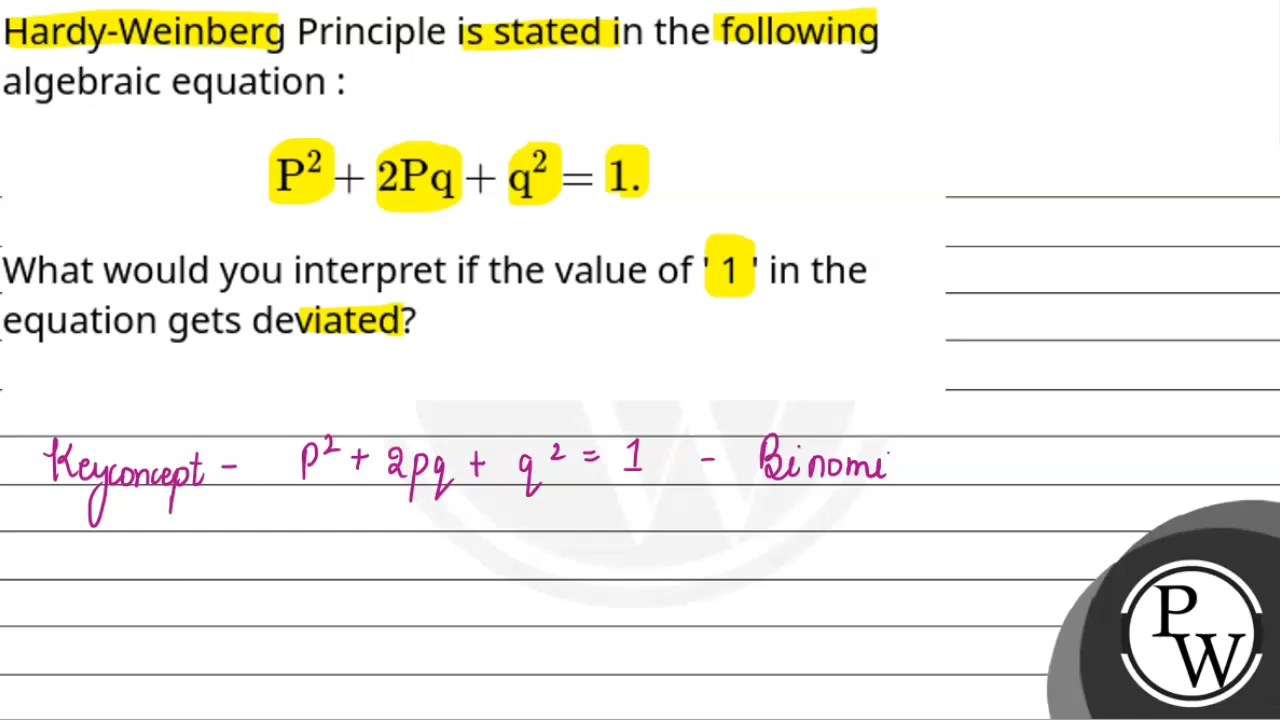 Hardy-Weinberg Principle is stated in the following
algebraic equation :
P² + 2Pq + q² = 1.
What would you interpret if the value of ' 1 ' in the
equation gets deviated?
Keyconcept - p² + 2pq + q² = 1 - Binomi
P
W